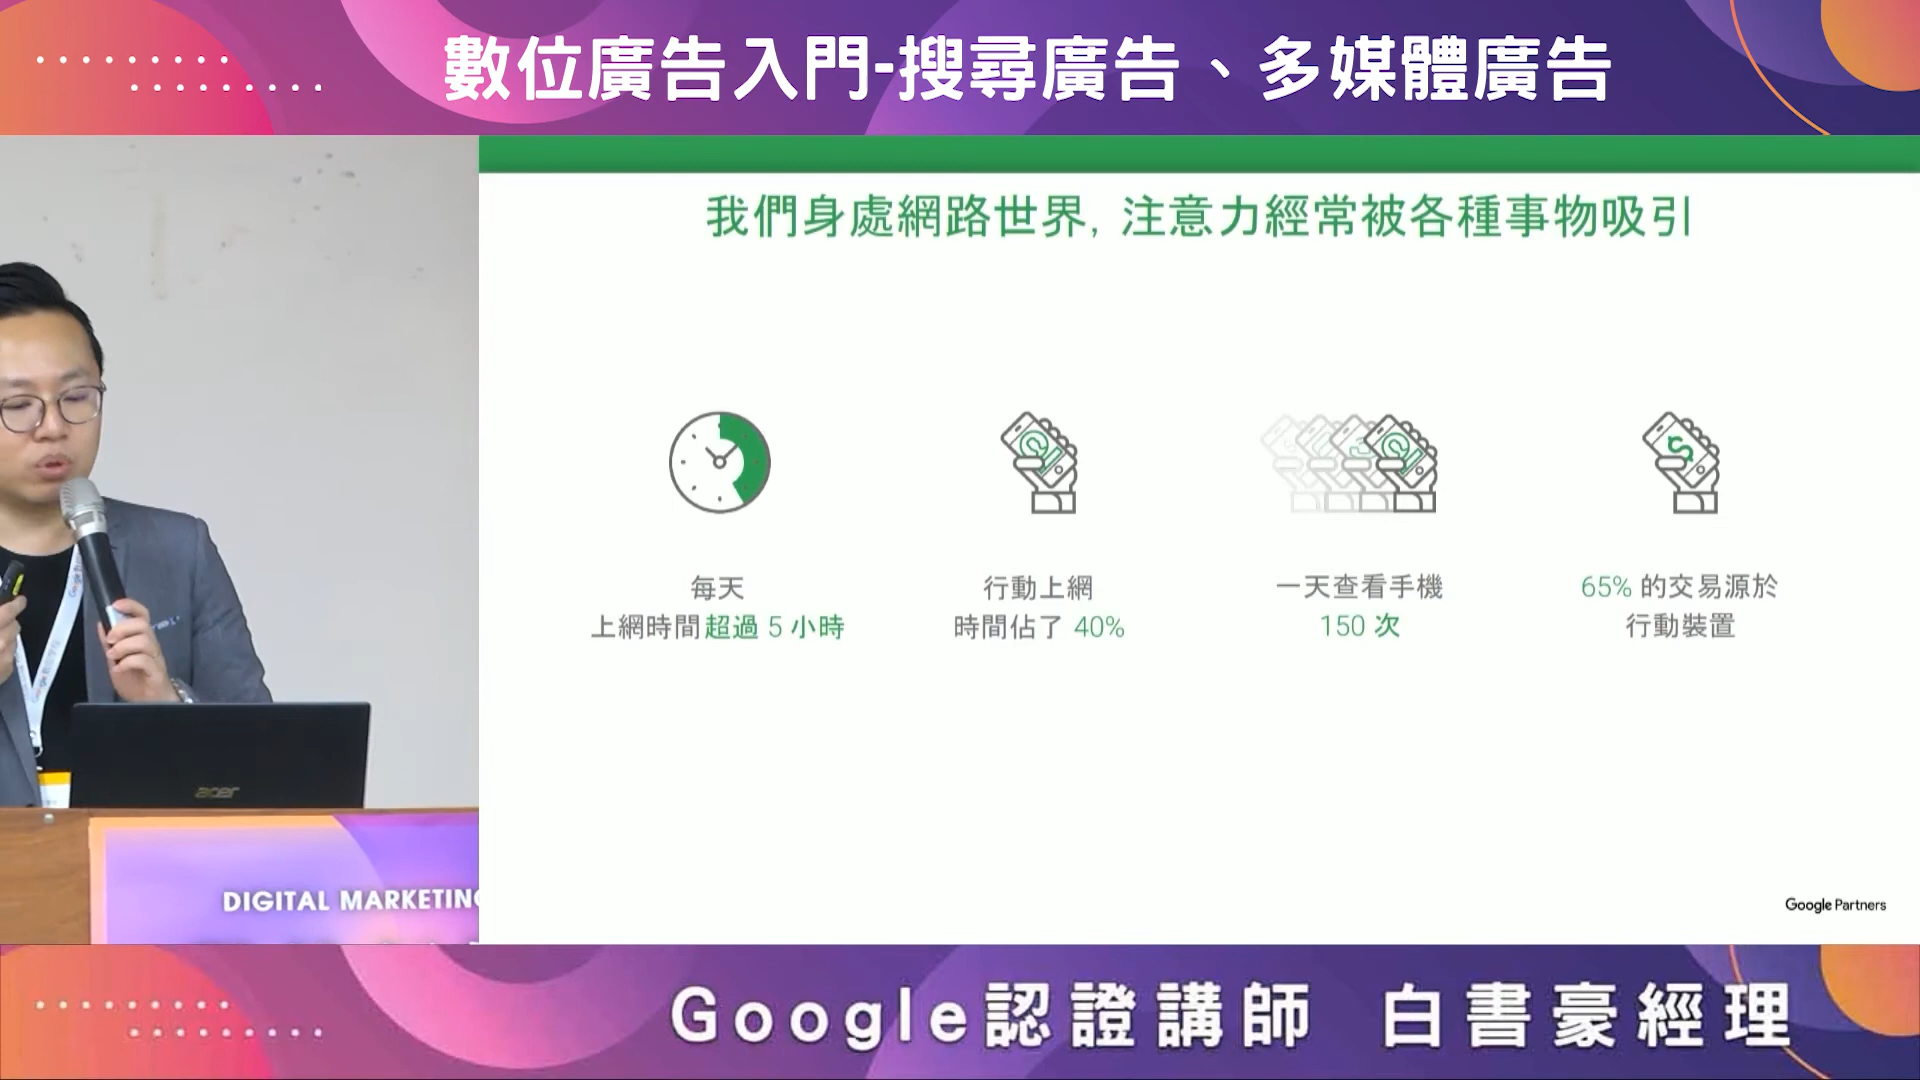 數位廣告入門-搜尋廣告、多媒體廣告
我們身處網路世界, 注意力經常被各種事物吸引
每天
上網時間超過 5 小時
行動上網
時間佔了 40%
一天查看手機
150 次
65% 的交易源於
行動裝置
Google Partners
acer
DIGITAL MARKETING
Google認證講師 白書豪經理